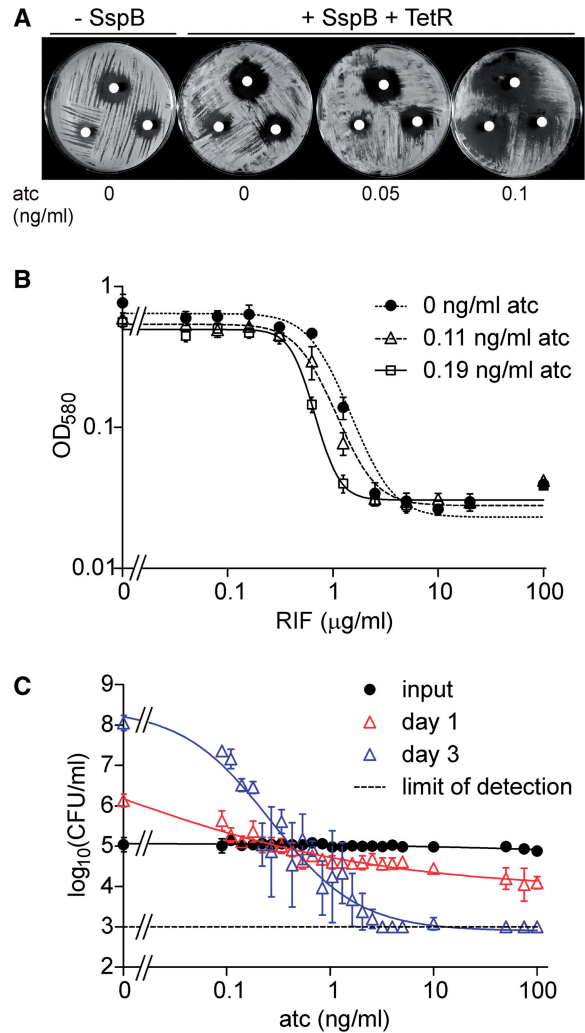 A
- SspB
+ SspB + TetR
atc
(ng/ml)
0
0
0.05
0.1
B
1
0.1
0.01
OD580
0 ng/ml atc
0.11 ng/ml atc
0.19 ng/ml atc
0
0.1
1
10
100
RIF (μg/ml)
C
9
8
7
6
5
4
3
2
log10(CFU/ml)
input
day 1
day 3
limit of detection
0
0.1
1
10
100
atc (ng/ml)